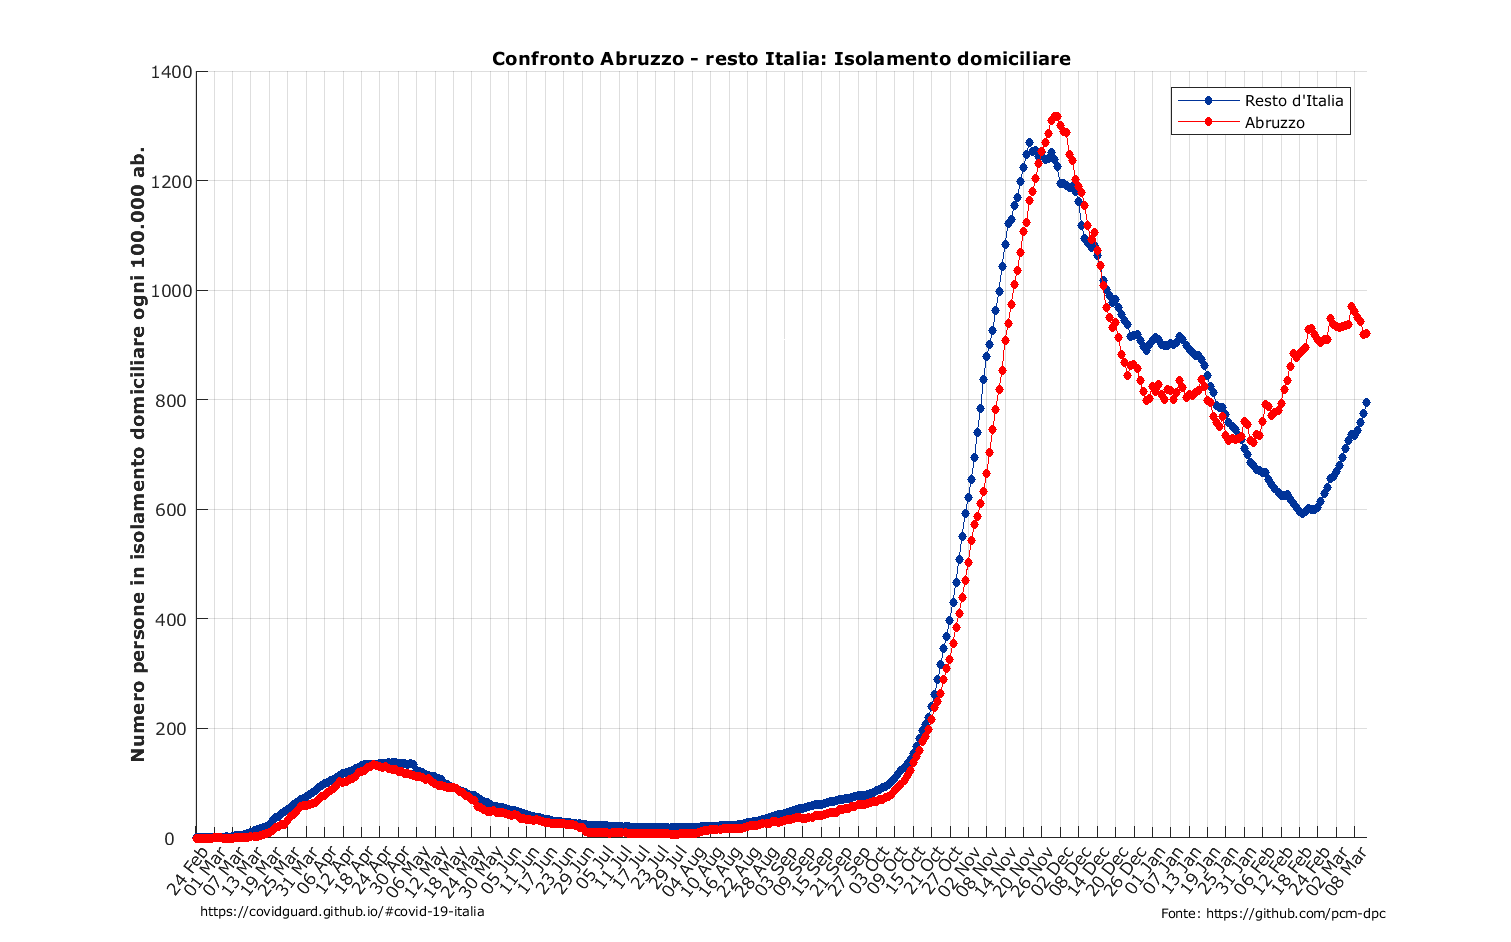 Confronto Abruzzo - resto Italia: Isolamento domiciliare
Numero persone in isolamento domiciliare ogni 100.000 ab.
1400
1200
1000
800
600
400
200
0
Resto d'Italia
Abruzzo
24 Feb
01 Mar
07 Mar
13 Mar
19 Mar
25 Mar
31 Mar
06 Apr
12 Apr
18 Apr
24 Apr
30 Apr
06 May
12 May
18 May
24 May
30 May
05 Jun
11 Jun
17 Jun
23 Jun
29 Jun
05 Jul
11 Jul
17 Jul
23 Jul
29 Jul
04 Aug
10 Aug
16 Aug
22 Aug
28 Aug
03 Sep
09 Sep
15 Sep
21 Sep
27 Sep
03 Oct
09 Oct
15 Oct
21 Oct
27 Oct
02 Nov
08 Nov
14 Nov
20 Nov
26 Nov
02 Dec
08 Dec
14 Dec
20 Dec
26 Dec
01 Jan
07 Jan
13 Jan
19 Jan
25 Jan
31 Jan
06 Feb
12 Feb
18 Feb
24 Feb
02 Mar
08 Mar
https://covidguard.github.io/#covid-19-italia
Fonte: https://github.com/pcm-dpc